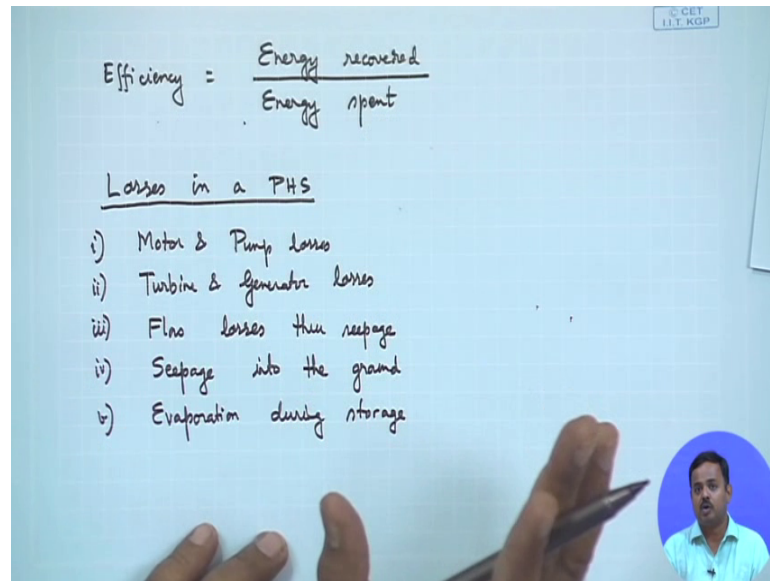 © CET
I.I.T. KGP
Efficiency = Energy recovered
Energy spent
Losses in a PHS
i) Motor & Pump losses
ii) Turbine & Generator losses
iii) Flow losses thru seepage
iv) Seepage into the ground
v) Evaporation during storage